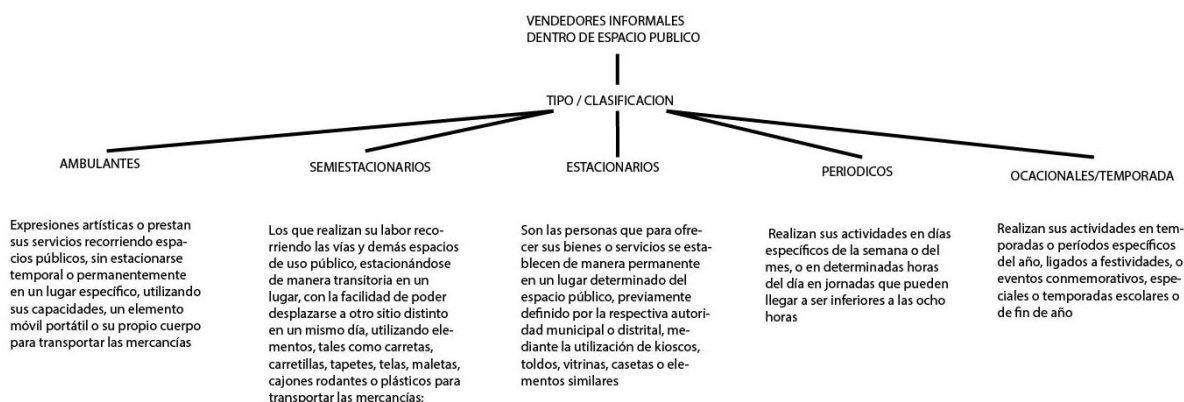 VENDEDORES INFORMALES
DENTRO DE ESPACIO PUBLICO
TIPO / CLASIFICACION
AMBULANTES
Expresiones artísticas o prestan
sus servicios recorriendo espa-
cios públicos, sin estacionarse
temporal o permanentemente
en un lugar específico, utilizando
sus capacidades, un elemento
móvil portátil o su propio cuerpo
para transportar las mercancías
SEMIESTACIONARIOS
Los que realizan su labor reco-
rriendo las vías y demás espacios
de uso público, estacionándose
de manera transitoria en un
lugar, con la facilidad de poder
desplazarse a otro sitio distinto
en un mismo día, utilizando ele-
mentos, tales como carretas,
carretillas, tapetes, telas, maletas,
cajones rodantes o plásticos para
transportar las mercancías;
ESTACIONARIOS
Son las personas que para ofre-
cer sus bienes o servicios se esta-
blecen de manera permanente
en un lugar determinado del
espacio público, previamente
definido por la respectiva autori-
dad municipal o distrital, me-
diante la utilización de kioscos,
toldos, vitrinas, casetas o ele-
mentos similares
PERIODICOS
Realizan sus actividades en días
específicos de la semana o del
mes, o en determinadas horas
del día en jornadas que pueden
llegar a ser inferiores a las ocho
horas
OCACIONALES/TEMPORADA
Realizan sus actividades en tem-
poradas o períodos específicos
del año, ligados a festividades, o
eventos conmemorativos, espe-
ciales o temporadas escolares o
de fin de año